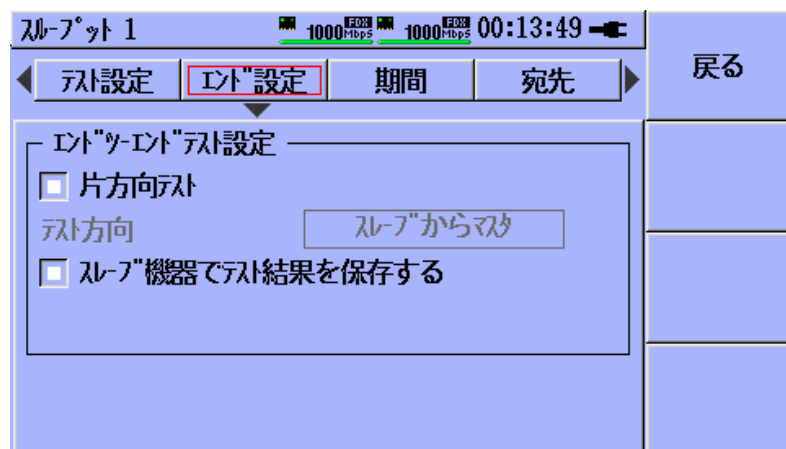 ｽﾙｰﾌﾟｯﾄ 1 1000 FDX Mbps 1000 FDX Mbps 00:13:49
戻る
ﾃｽﾄ設定 ｴﾝﾄﾞ設定 期間 宛先
ｴﾝﾄﾞﾂｰｴﾝﾄﾞﾃｽﾄ設定
片方向ﾃｽﾄ
ﾃｽﾄ方向 ｽﾚｰﾌﾞからﾏｽﾀ
ｽﾚｰﾌﾞ機器でﾃｽﾄ結果を保存する